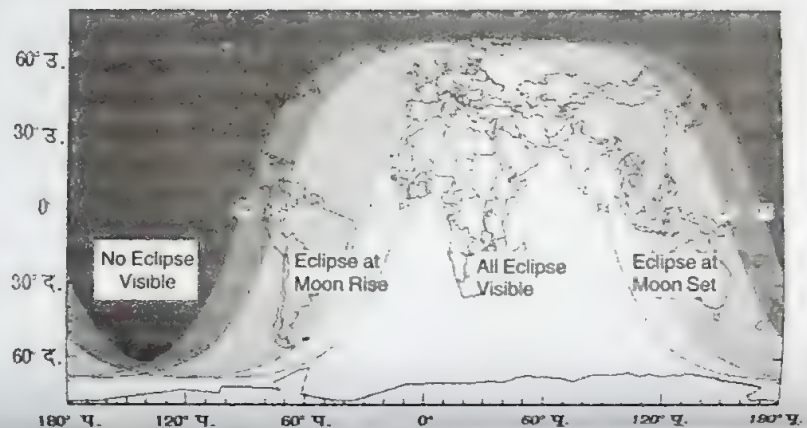 60° उ.
30° उ.
0°
No Eclipse
Visible
Eclipse at
Moon Rise
All Eclipse
Visible
Eclipse at
Moon Set
30° द.
60° द.
180° प. 120° प. 60° प. 0° 60° पू. 120° पू. 180° पू.